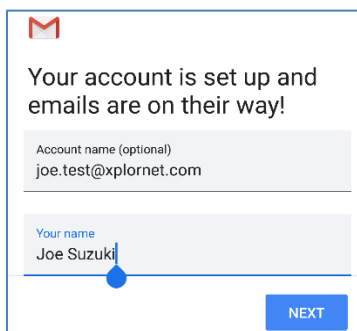 Your account is set up and
emails are on their way!
Account name (optional)
joe.test@xplornet.com
Your name
Joe Suzuki
NEXT